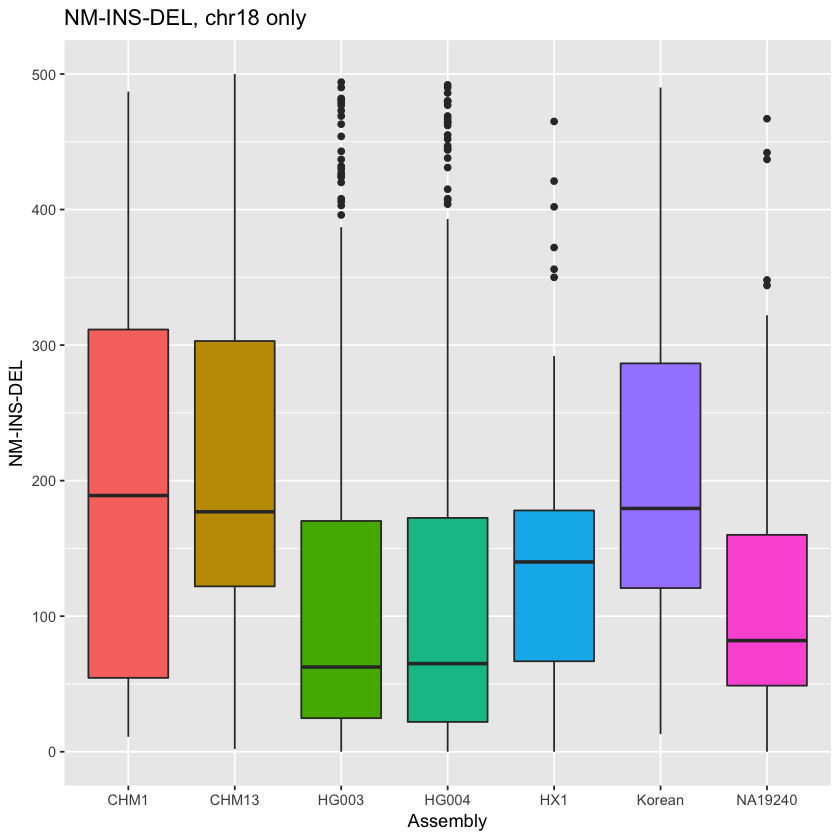 NM-INS-DEL, chr18 only
NM-INS-DEL
500
400
300
200
100
0
CHM1 CHM13 HG003 HG004 HX1 Korean NA19240
Assembly